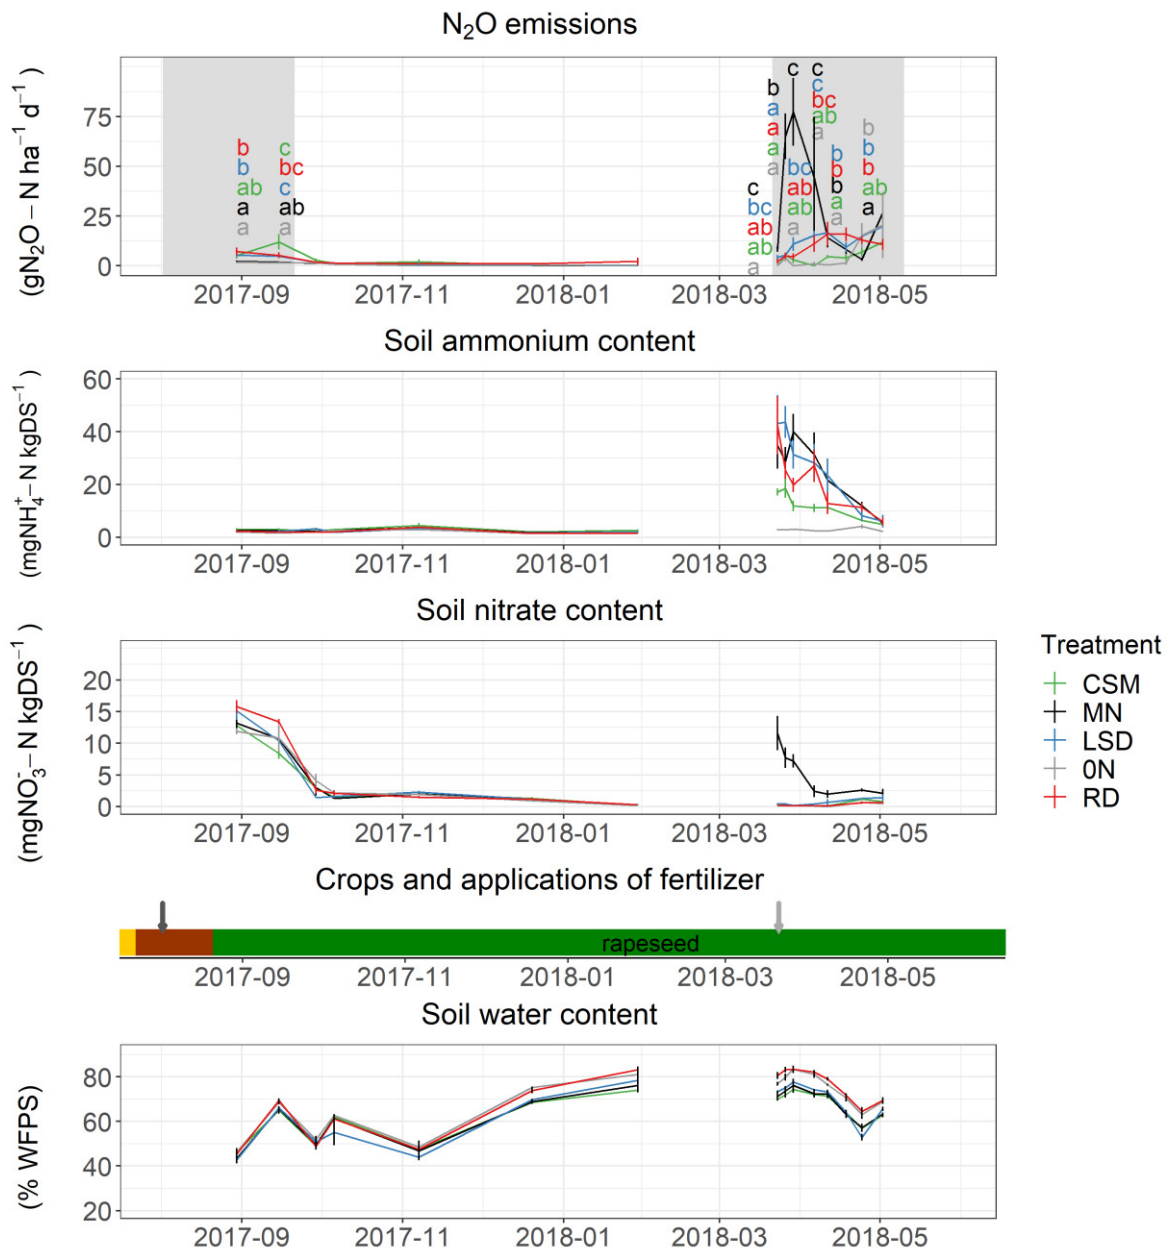 N₂O emissions
(gN₂O − N ha⁻¹ d⁻¹ )
75
50
25
0
b c
b bc
ab c
a ab
a a
c
bc
ab
ab
a
b
a
a
a
a
c
bc
ab
ab
a
c
c
bc
ab
a
b
b
b
a
a
b
b
b
ab
a
2017-09 2017-11 2018-01 2018-03 2018-05
Soil ammonium content
(mgNH₄⁺− N kgDS⁻¹ )
60
40
20
0
2017-09 2017-11 2018-01 2018-03 2018-05
Soil nitrate content
(mgNO₃⁻− N kgDS⁻¹ )
20
15
10
5
0
2017-09 2017-11 2018-01 2018-03 2018-05
Treatment
CSM
MN
LSD
0N
RD
Crops and applications of fertilizer
rapeseed
2017-09 2017-11 2018-01 2018-03 2018-05
Soil water content
(% WFPS)
80
60
40
20
2017-09 2017-11 2018-01 2018-03 2018-05